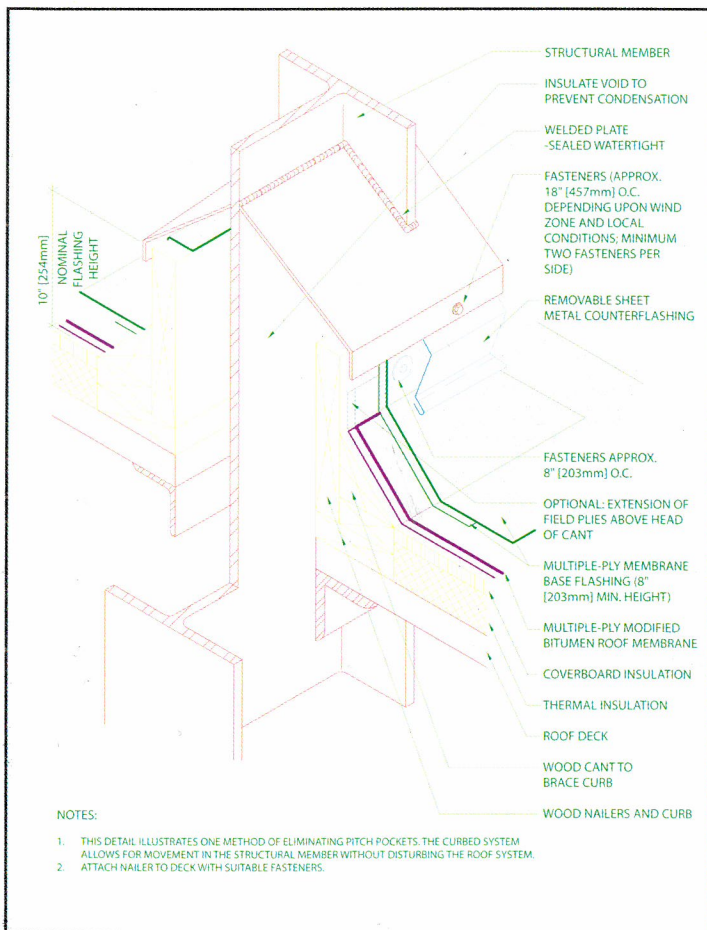 STRUCTURAL MEMBER
INSULATE VOID TO
PREVENT CONDENSATION
WELDED PLATE
-SEALED WATERTIGHT
FASTENERS (APPROX.
18" [457mm] O.C.
DEPENDING UPON WIND
ZONE AND LOCAL
CONDITIONS; MINIMUM
TWO FASTENERS PER
SIDE)
10" [254mm]
NOMINAL
FLASHING
HEIGHT
REMOVABLE SHEET
METAL COUNTERFLASHING
FASTENERS APPROX.
8" [203mm] O.C.
OPTIONAL: EXTENSION OF
FIELD PLIES ABOVE HEAD
OF CANT
MULTIPLE-PLY MEMBRANE
BASE FLASHING (8"
[203mm] MIN. HEIGHT)
MULTIPLE-PLY MODIFIED
BITUMEN ROOF MEMBRANE
COVERBOARD INSULATION
THERMAL INSULATION
ROOF DECK
WOOD CANT TO
BRACE CURB
WOOD NAILERS AND CURB
NOTES:
1. THIS DETAIL ILLUSTRATES ONE METHOD OF ELIMINATING PITCH POCKETS. THE CURBED SYSTEM
ALLOWS FOR MOVEMENT IN THE STRUCTURAL MEMBER WITHOUT DISTURBING THE ROOF SYSTEM.
2. ATTACH NAILER TO DECK WITH SUITABLE FASTENERS.